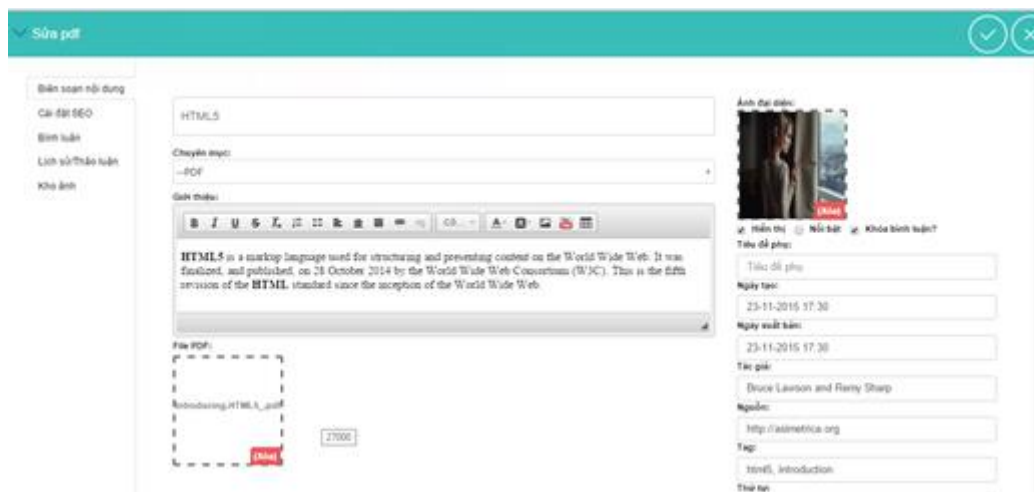 Sửa pdf
Biên soạn nội dung
Cài đặt SEO
Bình luận
Lịch sử/Thảo luận
Kho ảnh
HTML5
Chuyên mục:
--PDF
Giới thiệu:
HTML5 is a markup language used for structuring and presenting content on the World Wide Web. It was
finalized, and published, on 28 October 2014 by the World Wide Web Consortium (W3C). This is the fifth
revision of the HTML standard since the inception of the World Wide Web.
File PDF:
Introducing.HTML5_.pdf
[Xóa]
27000
Ảnh đại diện:
[Xóa]
Hiển thị Nổi bật Khóa bình luận?
Tiêu đề phụ:
Tiêu đề phụ
Ngày tạo:
23-11-2015 17:30
Ngày xuất bản:
23-11-2015 17:30
Tác giả:
Bruce Lawson and Remy Sharp
Nguồn:
http://asimetrica.org
Tag:
html5, introduction
Thứ tự: